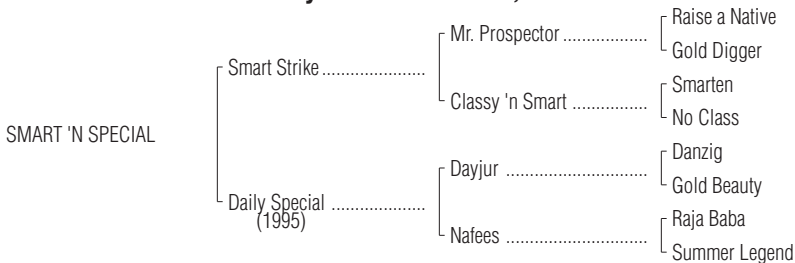 Raise a Native
Mr. Prospector ..................
Gold Digger
Smart Strike ......................
Smarten
Classy 'n Smart ................
No Class
SMART 'N SPECIAL
Danzig
Dayjur ..............................
Gold Beauty
Daily Special ....................
(1995)
Raja Baba
Nafees ..............................
Summer Legend